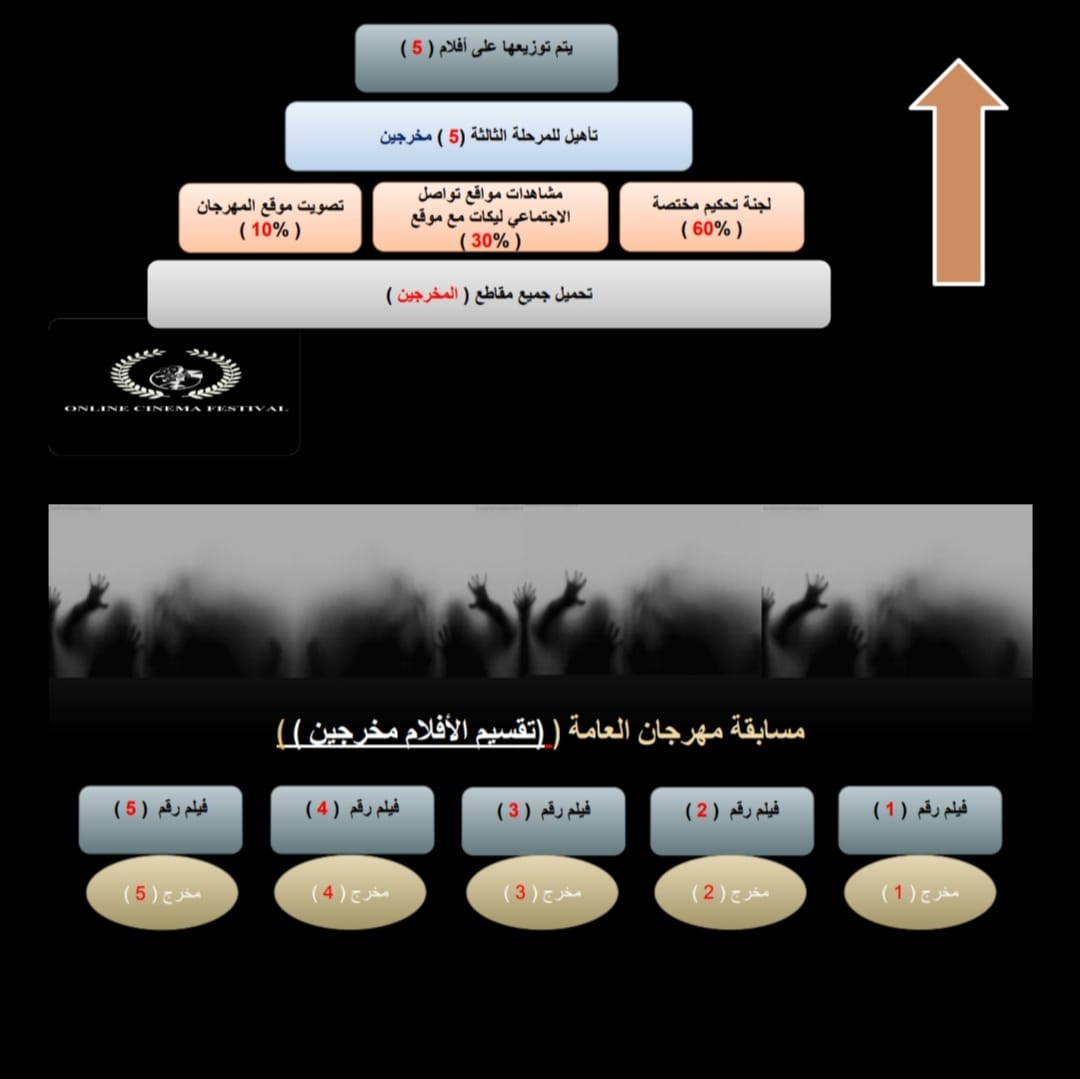 يتم توزيعها على أفلام ( 5 )
تأهيل للمرحلة الثالثة (5 ) مخرجين
لجنة تحكيم مختصة
( 60% )
مشاهدات مواقع تواصل
الاجتماعي ليكات مع موقع
( 30% )
تصويت موقع المهرجان
( 10% )
تحميل جميع مقاطع ( المخرجين )
ONLINE CINEMA FESTIVAL
مسابقة مهرجان العامة ( (تقسيم الأفلام مخرجين ) )
فيلم رقم ( 1 )
فيلم رقم ( 2 )
فيلم رقم ( 3 )
فيلم رقم ( 4 )
فيلم رقم ( 5 )
مخرج ( 1 )
مخرج ( 2 )
مخرج ( 3 )
مخرج ( 4 )
مخرج ( 5 )